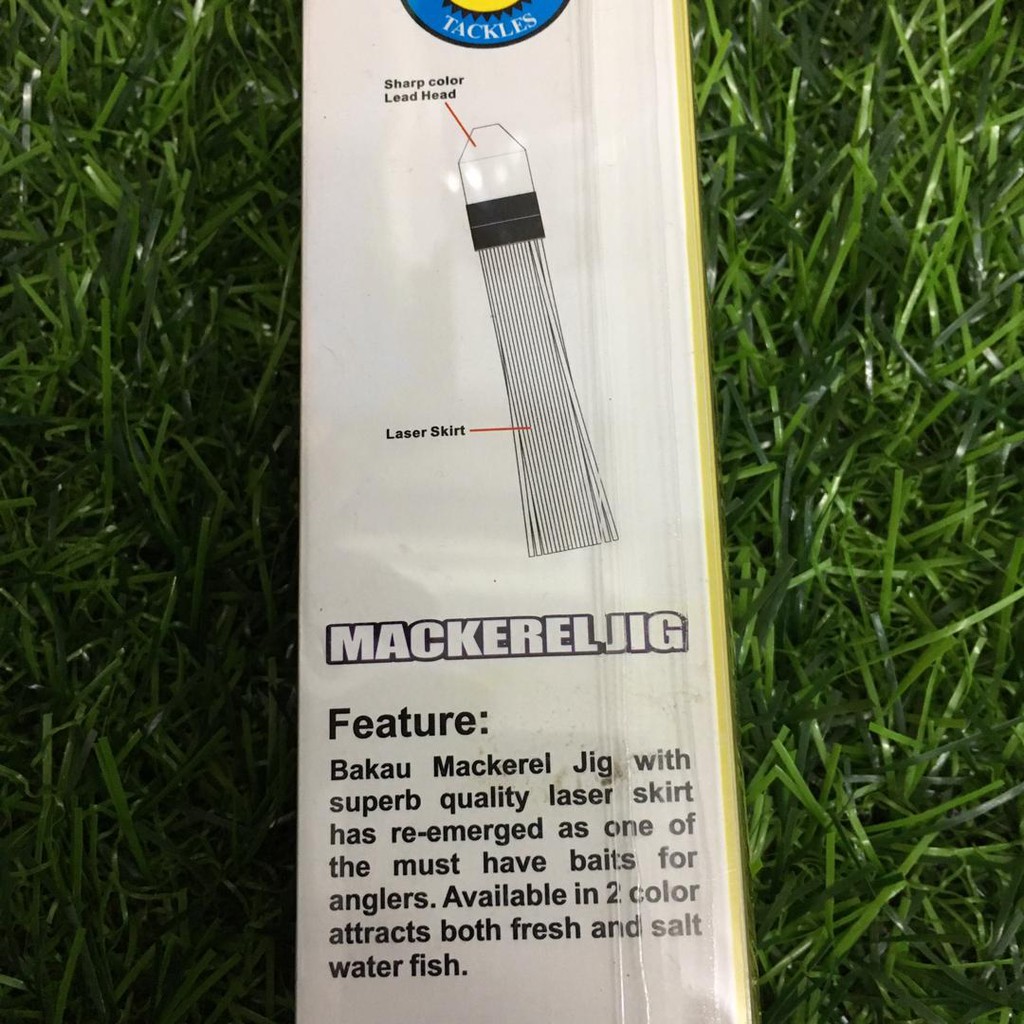 TACKLES
Sharp color
Lead Head
Laser Skirt
MACKEREL JIG
Feature:
Bakau Mackerel Jig with
superb quality laser skirt
has re-emerged as one of
the must have baits for
anglers. Available in 2 color
attracts both fresh and salt
water fish.